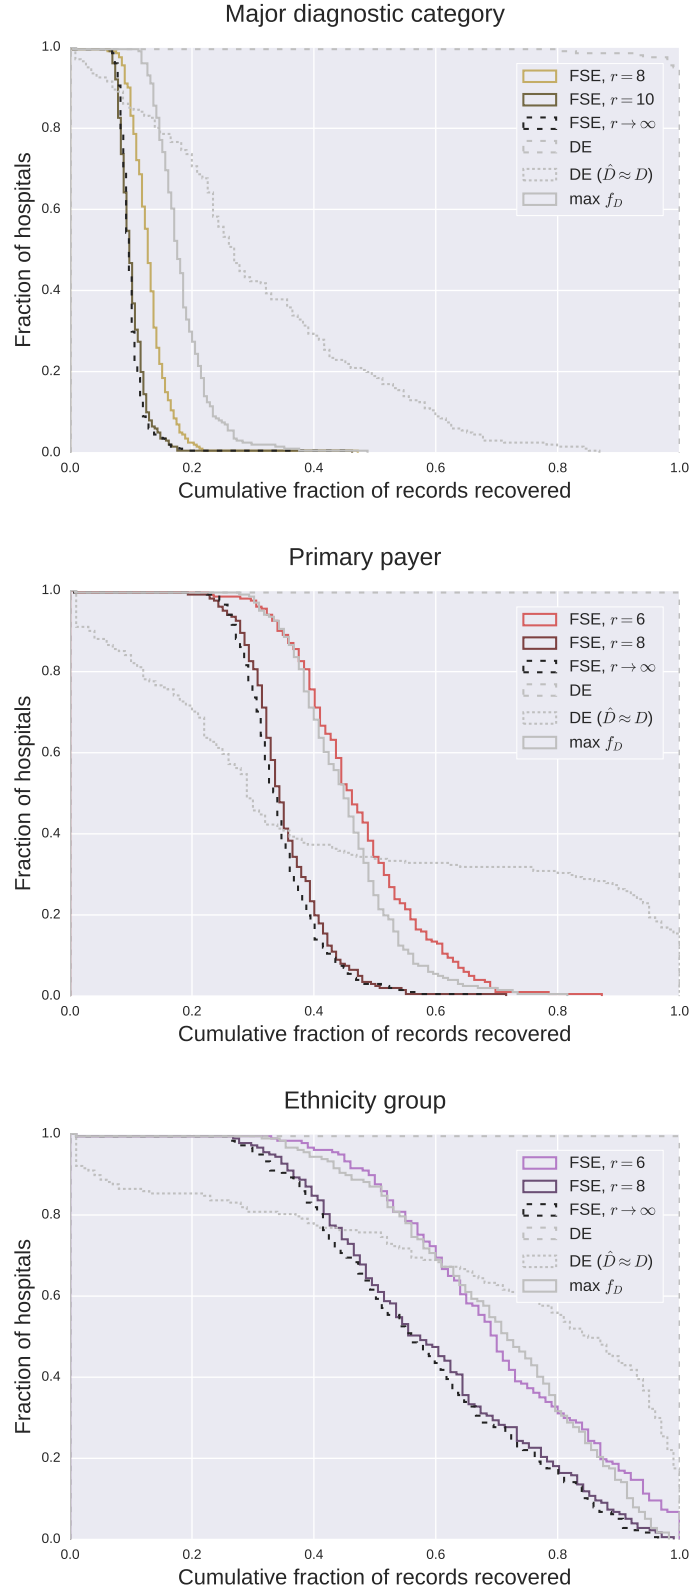 Major diagnostic category
Fraction of hospitals
1.0
0.8
0.6
0.4
0.2
0.0
FSE, r = 8
FSE, r = 10
FSE, r → ∞
DE
DE (D̂ ≈ D)
max f_D
0.0 0.2 0.4 0.6 0.8 1.0
Cumulative fraction of records recovered
Primary payer
Fraction of hospitals
1.0
0.8
0.6
0.4
0.2
0.0
FSE, r = 6
FSE, r = 8
FSE, r → ∞
DE
DE (D̂ ≈ D)
max f_D
0.0 0.2 0.4 0.6 0.8 1.0
Cumulative fraction of records recovered
Ethnicity group
Fraction of hospitals
1.0
0.8
0.6
0.4
0.2
0.0
FSE, r = 6
FSE, r = 8
FSE, r → ∞
DE
DE (D̂ ≈ D)
max f_D
0.0 0.2 0.4 0.6 0.8 1.0
Cumulative fraction of records recovered